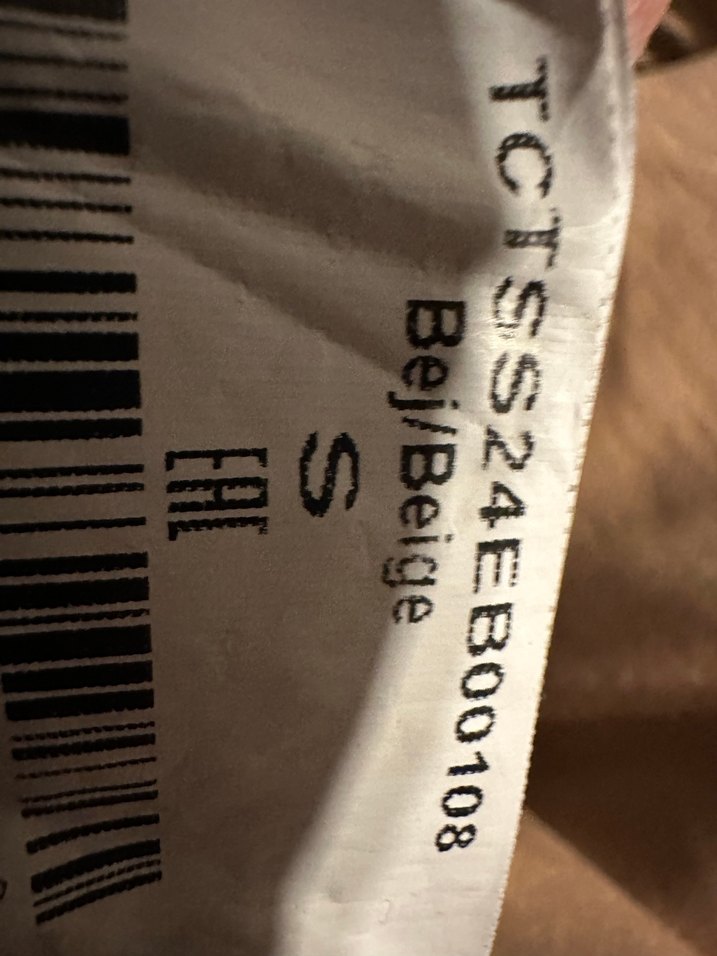 TCTSS24EB00108
Bej/Beige
S
EAC